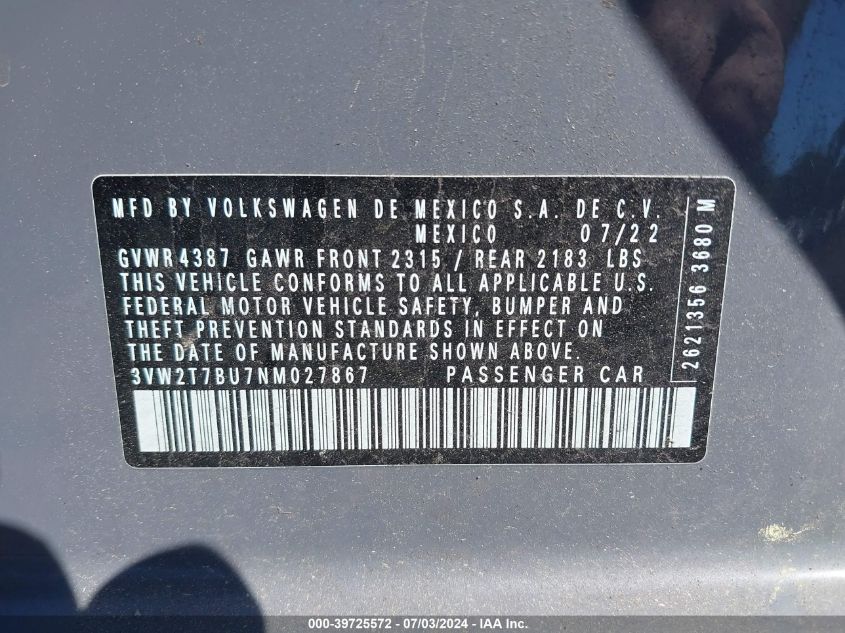 MFD BY VOLKSWAGEN DE MEXICO S.A. DE C.V.
MEXICO 07/22
GVWR 4387 GAWR FRONT 2315 / REAR 2183 LBS
THIS VEHICLE CONFORMS TO ALL APPLICABLE U.S.
FEDERAL MOTOR VEHICLE SAFETY, BUMPER AND
THEFT PREVENTION STANDARDS IN EFFECT ON
THE DATE OF MANUFACTURE SHOWN ABOVE.
3VW2T7BU7NM027867 PASSENGER CAR
2621356 3680 M
000-39725572 / 07/03/2024 - IAAI.COM